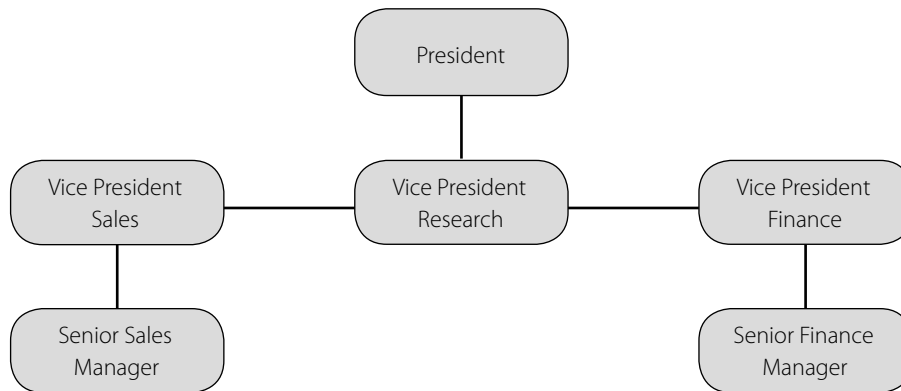 President
Vice President
Sales
Vice President
Research
Vice President
Finance
Senior Sales
Manager
Senior Finance
Manager